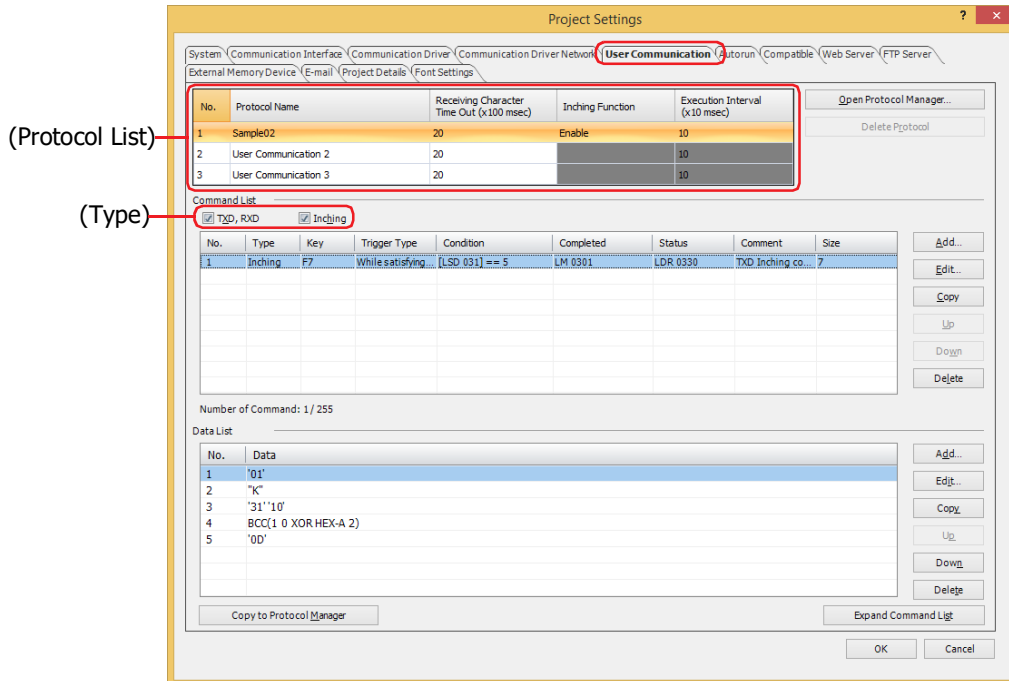 Project Settings
? ×
System Communication Interface Communication Driver Communication Driver Network User Communication Autorun Compatible Web Server FTP Server
External Memory Device E-mail Project Details Font Settings
(Protocol List)
No. Protocol Name Receiving Character Time Out (x100 msec) Inching Function Execution Interval (x10 msec)
1 Sample02 20 Enable 10
2 User Communication 2 20 10
3 User Communication 3 20 10
Open Protocol Manager...
Delete Protocol
Command List
(Type)
TXD, RXD Inching
No. Type Key Trigger Type Condition Completed Status Comment Size
1 Inching F7 While satisfying... [LSD 031] == 5 LM 0301 LDR 0330 TXD Inching co... 7
Add...
Edit...
Copy
Up
Down
Delete
Number of Command: 1 / 255
Data List
No. Data
1 '01'
2 "K"
3 '31' '10'
4 BCC(1 0 XOR HEX-A 2)
5 '0D'
Add...
Edit...
Copy
Up
Down
Delete
Copy to Protocol Manager
Expand Command List
OK Cancel